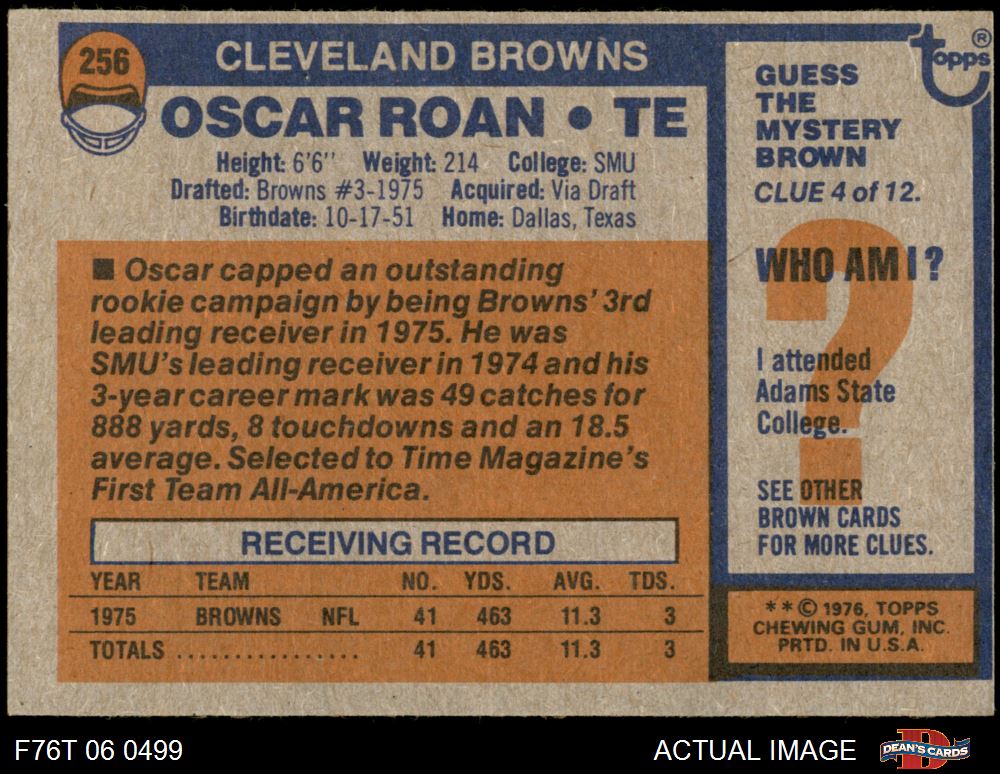 256
CLEVELAND BROWNS
OSCAR ROAN • TE
Height: 6'6" Weight: 214 College: SMU
Drafted: Browns #3-1975 Acquired: Via Draft
Birthdate: 10-17-51 Home: Dallas, Texas
■ Oscar capped an outstanding
rookie campaign by being Browns' 3rd
leading receiver in 1975. He was
SMU's leading receiver in 1974 and his
3-year career mark was 49 catches for
888 yards, 8 touchdowns and an 18.5
average. Selected to Time Magazine's
First Team All-America.
RECEIVING RECORD
YEAR TEAM NO. YDS. AVG. TDS.
1975 BROWNS NFL 41 463 11.3 3
TOTALS ................ 41 463 11.3 3
topps®
GUESS
THE
MYSTERY
BROWN
CLUE 4 of 12.
?
WHO AM I ?
I attended
Adams State
College.
SEE OTHER
BROWN CARDS
FOR MORE CLUES.
**© 1976, TOPPS
CHEWING GUM, INC.
PRTD. IN U.S.A.
F76T 06 0499
ACTUAL IMAGE
D
DEAN'S CARDS